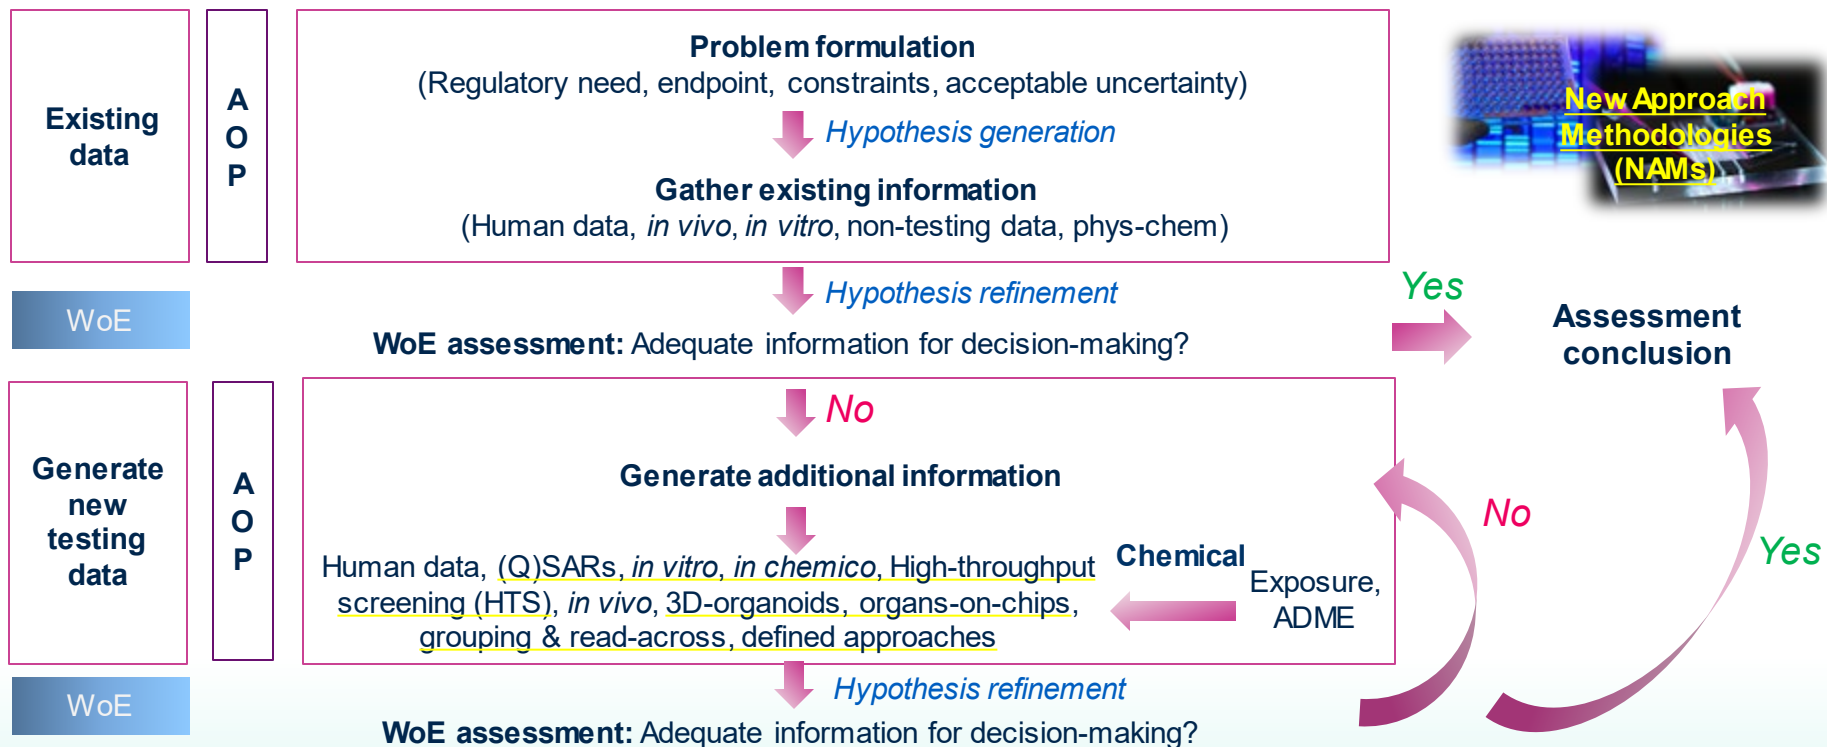 Existing
data
A
O
P
Problem formulation
(Regulatory need, endpoint, constraints, acceptable uncertainty)
Hypothesis generation
Gather existing information
(Human data, in vivo, in vitro, non-testing data, phys-chem)
New Approach
Methodologies
(NAMs)
WoE
Hypothesis refinement
WoE assessment: Adequate information for decision-making?
Yes
Assessment
conclusion
Generate
new
testing
data
A
O
P
No
Generate additional information
Human data, (Q)SARs, in vitro, in chemico, High-throughput
screening (HTS), in vivo, 3D-organoids, organs-on-chips,
grouping & read-across, defined approaches
Chemical
Exposure,
ADME
No
Yes
WoE
Hypothesis refinement
WoE assessment: Adequate information for decision-making?